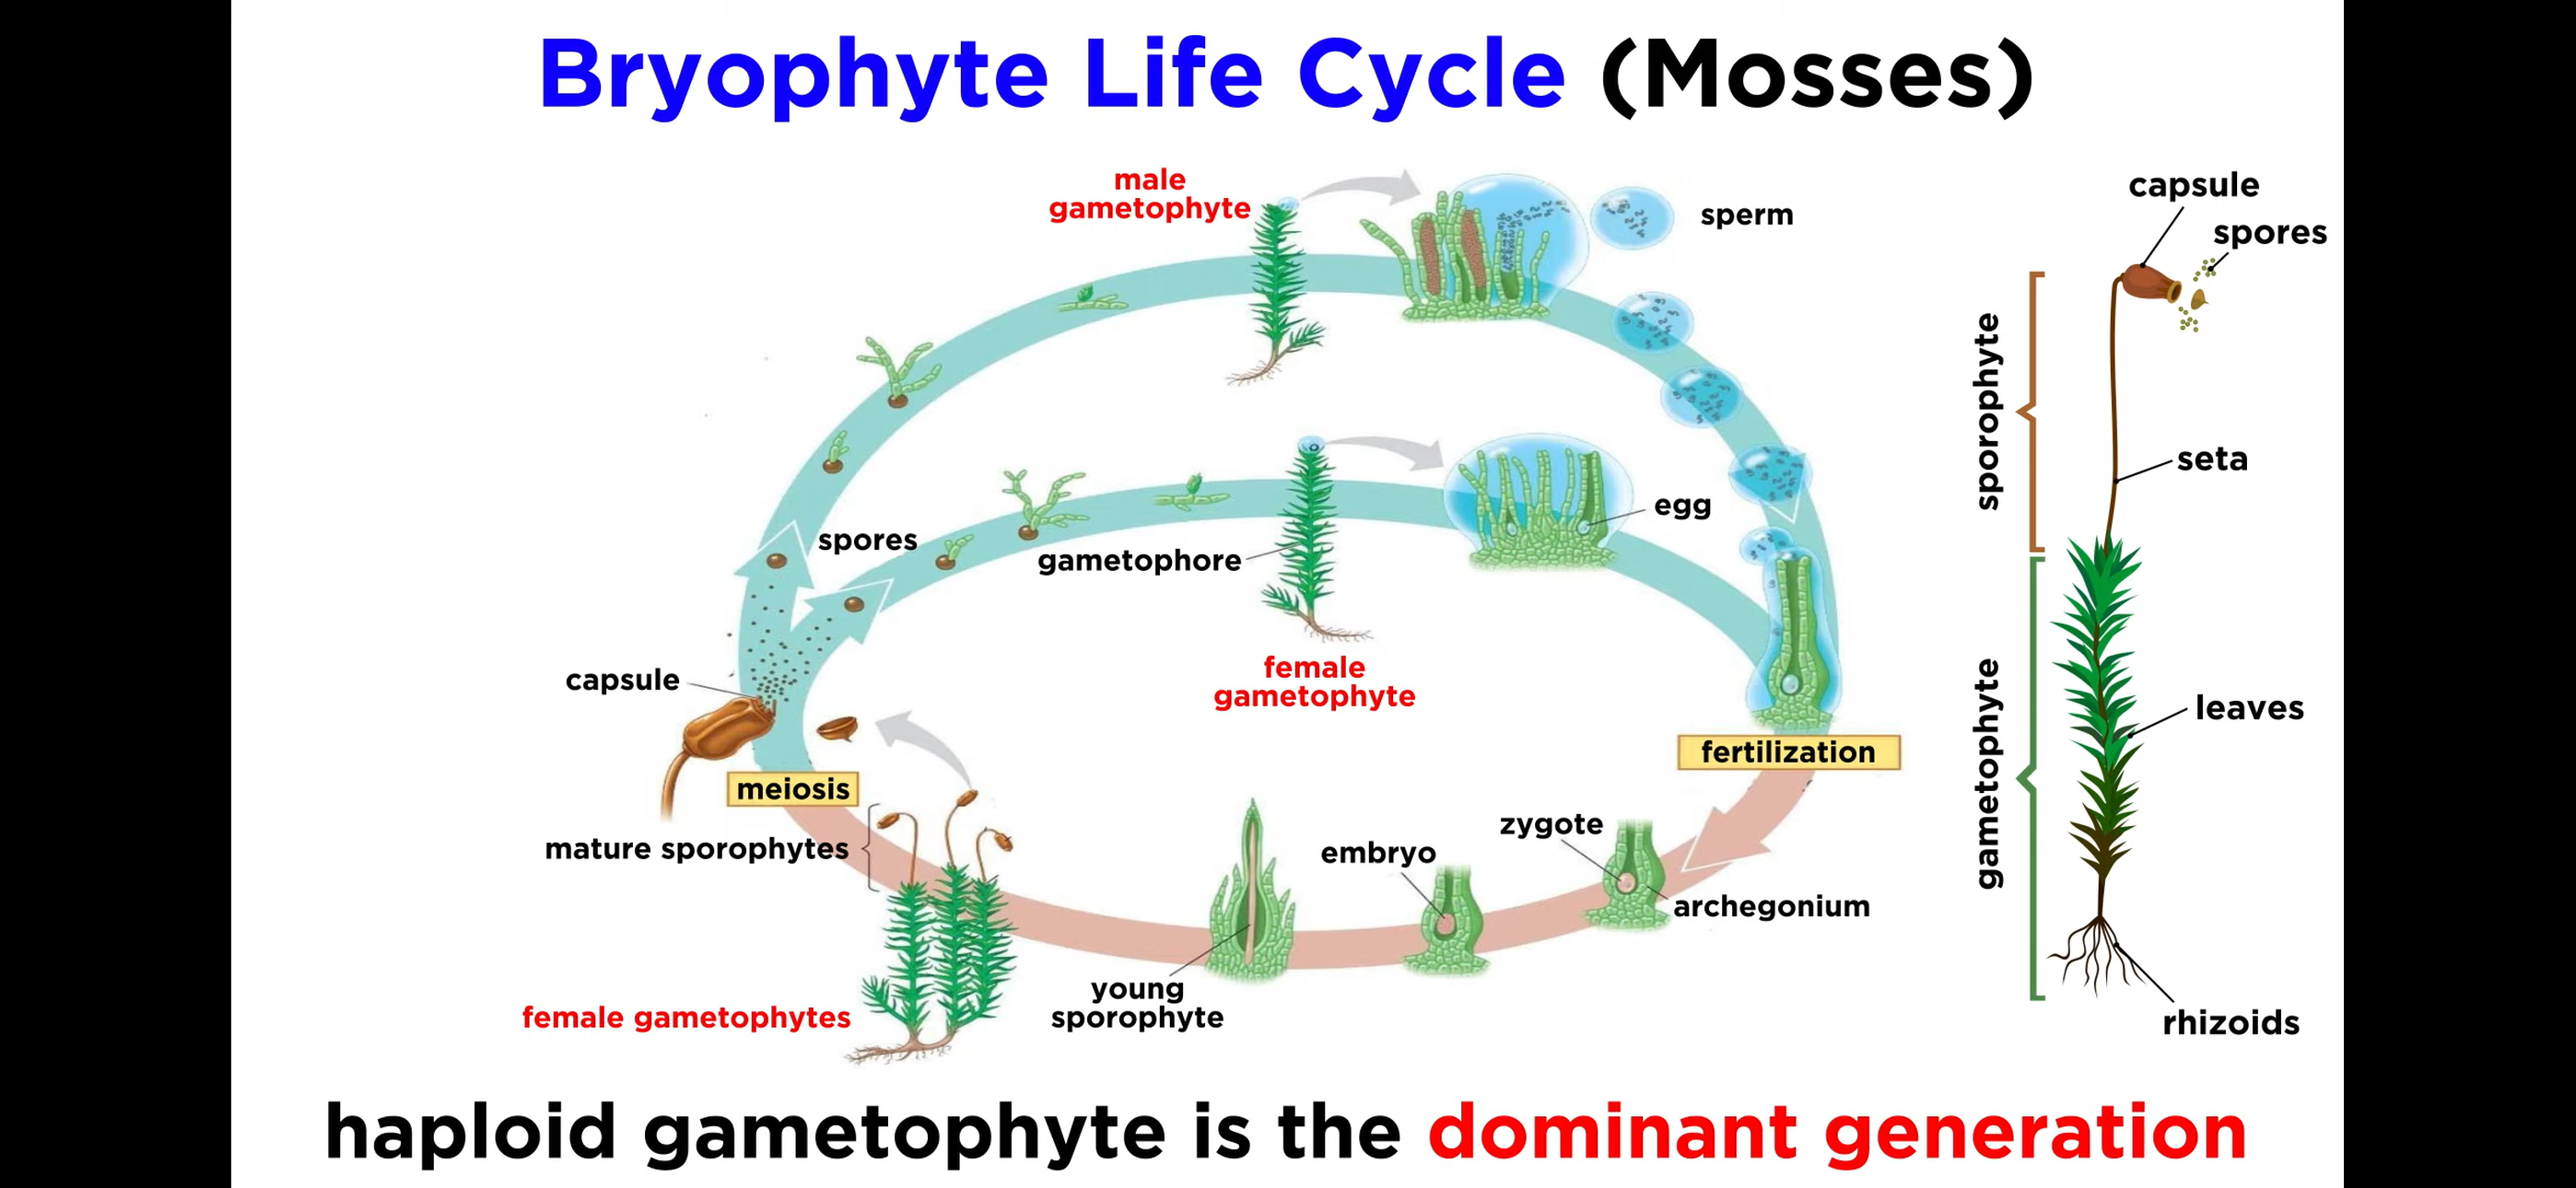 Bryophyte Life Cycle (Mosses)
male
gametophyte
sperm
spores
gametophore
egg
female
gametophyte
capsule
meiosis
fertilization
mature sporophytes
zygote
embryo
archegonium
young
sporophyte
female gametophytes
capsule
spores
sporophyte
seta
gametophyte
leaves
rhizoids
haploid gametophyte is the dominant generation